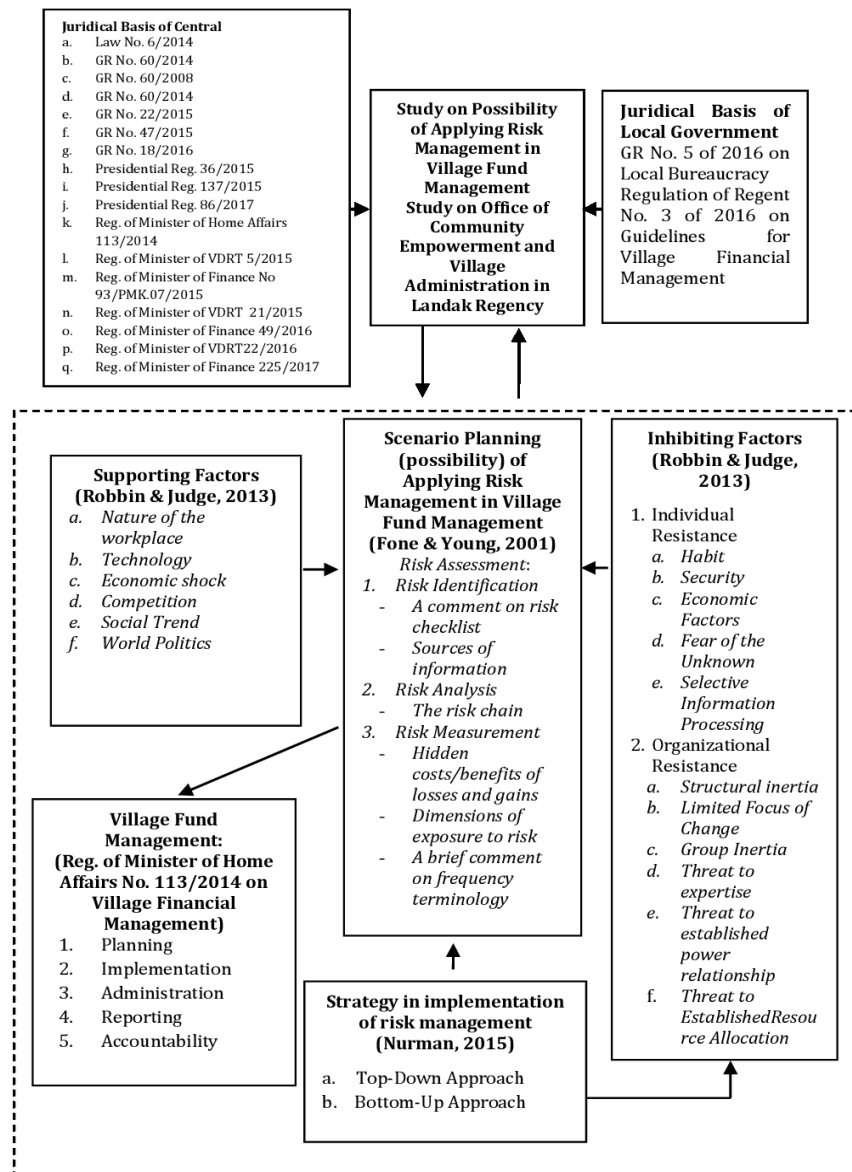 Juridical Basis of Central
a. Law No. 6/2014
b. GR No. 60/2014
c. GR No. 60/2008
d. GR No. 60/2014
e. GR No. 22/2015
f. GR No. 47/2015
g. GR No. 18/2016
h. Presidential Reg. 36/2015
i. Presidential Reg. 137/2015
j. Presidential Reg. 86/2017
k. Reg. of Minister of Home Affairs
113/2014
l. Reg. of Minister of VDRT 5/2015
m. Reg. of Minister of Finance No
93/PMK.07/2015
n. Reg. of Minister of VDRT 21/2015
o. Reg. of Minister of Finance 49/2016
p. Reg. of Minister of VDRT22/2016
q. Reg. of Minister of Finance 225/2017
Study on Possibility
of Applying Risk
Management in
Village Fund
Management
Study on Office of
Community
Empowerment and
Village
Administration in
Landak Regency
Juridical Basis of
Local Government
GR No. 5 of 2016 on
Local Bureaucracy
Regulation of Regent
No. 3 of 2016 on
Guidelines for
Village Financial
Management
Supporting Factors
(Robbin & Judge, 2013)
a. Nature of the
workplace
b. Technology
c. Economic shock
d. Competition
e. Social Trend
f. World Politics
Scenario Planning
(possibility) of
Applying Risk
Management in Village
Fund Management
(Fone & Young, 2001)
Risk Assessment:
1. Risk Identification
- A comment on risk
checklist
- Sources of
information
2. Risk Analysis
- The risk chain
3. Risk Measurement
- Hidden
costs/benefits of
losses and gains
- Dimensions of
exposure to risk
- A brief comment
on frequency
terminology
Inhibiting Factors
(Robbin & Judge,
2013)
1. Individual
Resistance
a. Habit
b. Security
c. Economic
Factors
d. Fear of the
Unknown
e. Selective
Information
Processing
2. Organizational
Resistance
a. Structural inertia
b. Limited Focus of
Change
c. Group Inertia
d. Threat to
expertise
e. Threat to
established
power
relationship
f. Threat to
EstablishedResou
rce Allocation
Village Fund
Management:
(Reg. of Minister of Home
Affairs No. 113/2014 on
Village Financial
Management)
1. Planning
2. Implementation
3. Administration
4. Reporting
5. Accountability
Strategy in implementation
of risk management
(Nurman, 2015)
a. Top-Down Approach
b. Bottom-Up Approach